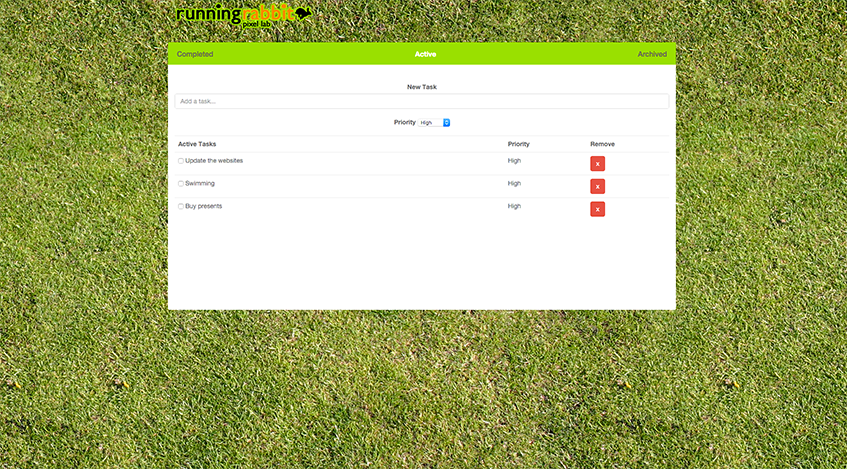 runningrabbit
pixel lab
Completed Active Archived
New Task
Add a task...
Priority High
Active Tasks Priority Remove
Update the websites High x
Swimming High x
Buy presents High x